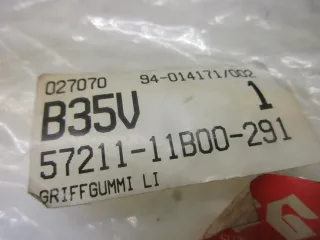 027070 94-014171/002
B35V 1
57211-11B00-291
GRIFFGUMMI LI